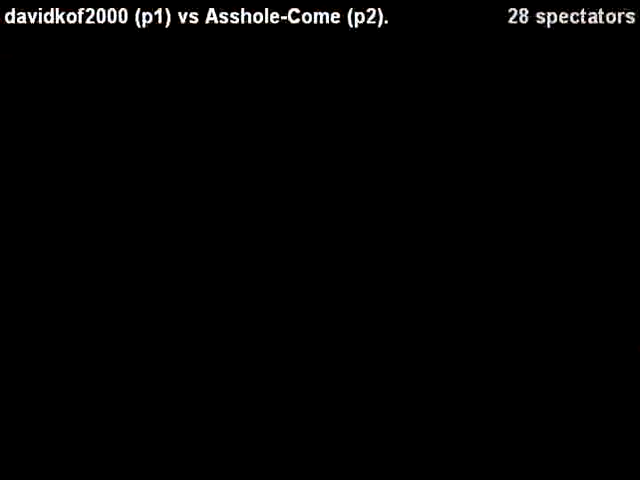 davidkof2000 (p1) vs Asshole-Come (p2).
28 spectators